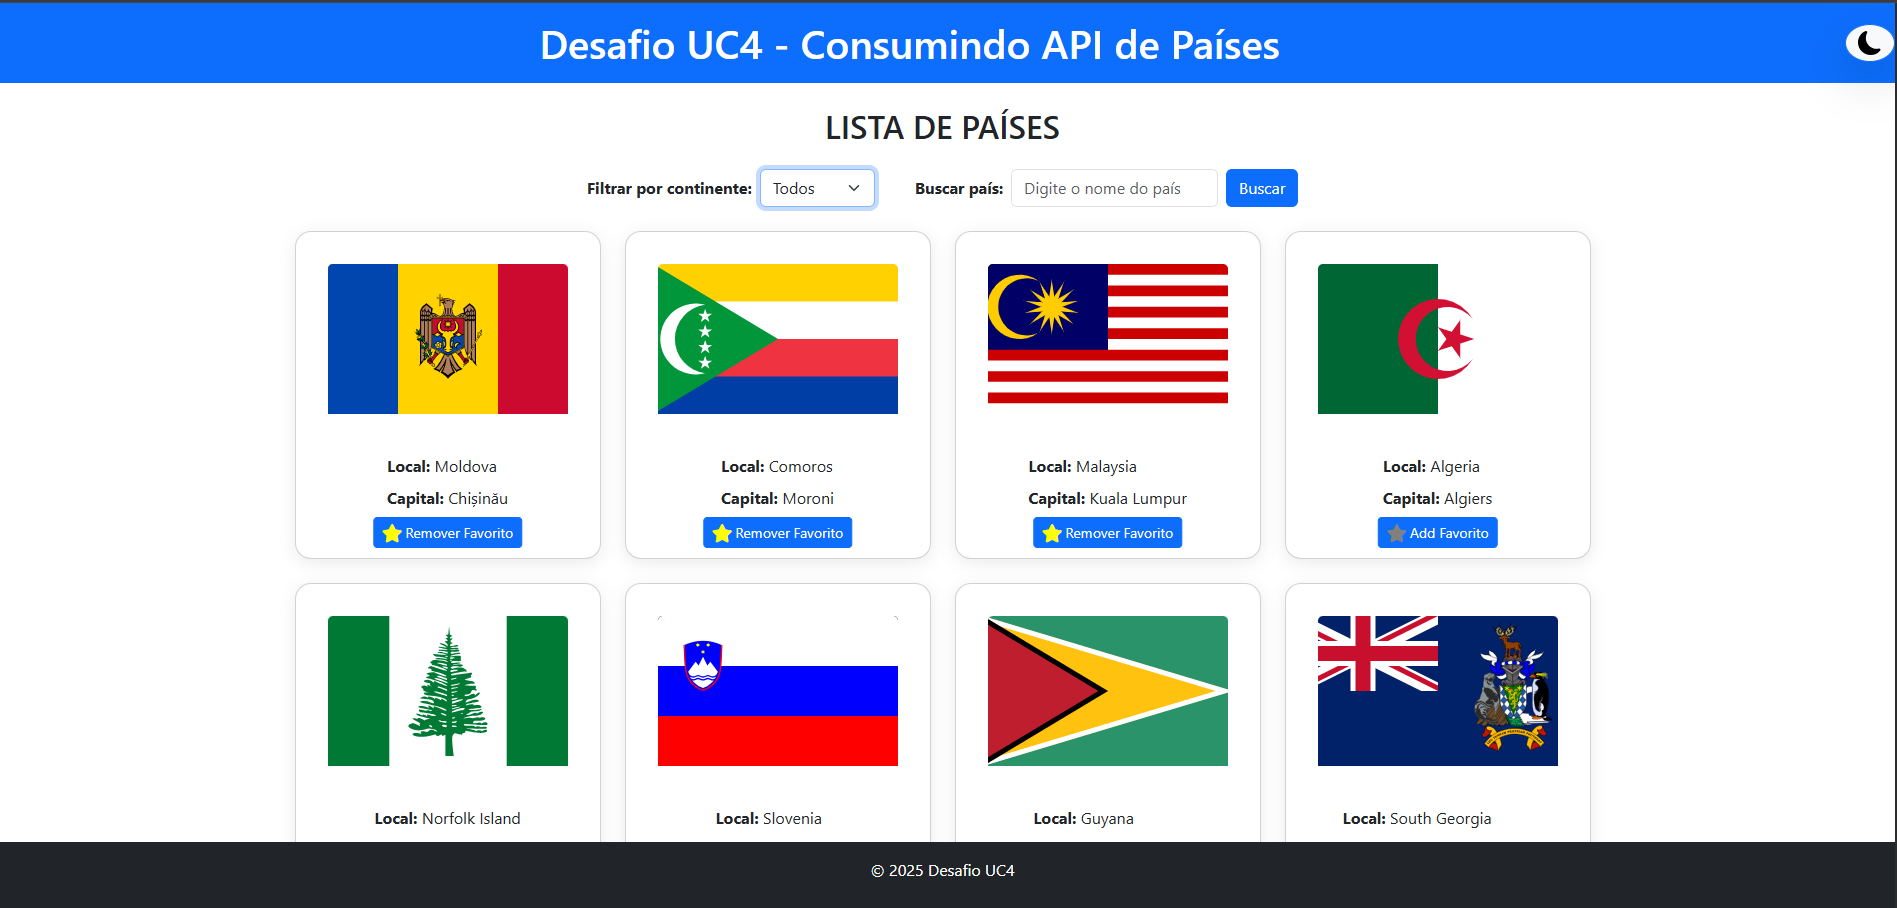 Desafio UC4 - Consumindo API de Países
LISTA DE PAÍSES
Filtrar por continente: Todos Buscar país: Digite o nome do país Buscar
Local: Moldova
Capital: Chișinău
Remover Favorito
Local: Comoros
Capital: Moroni
Remover Favorito
Local: Malaysia
Capital: Kuala Lumpur
Remover Favorito
Local: Algeria
Capital: Algiers
Add Favorito
Local: Norfolk Island
Local: Slovenia
Local: Guyana
Local: South Georgia
© 2025 Desafio UC4